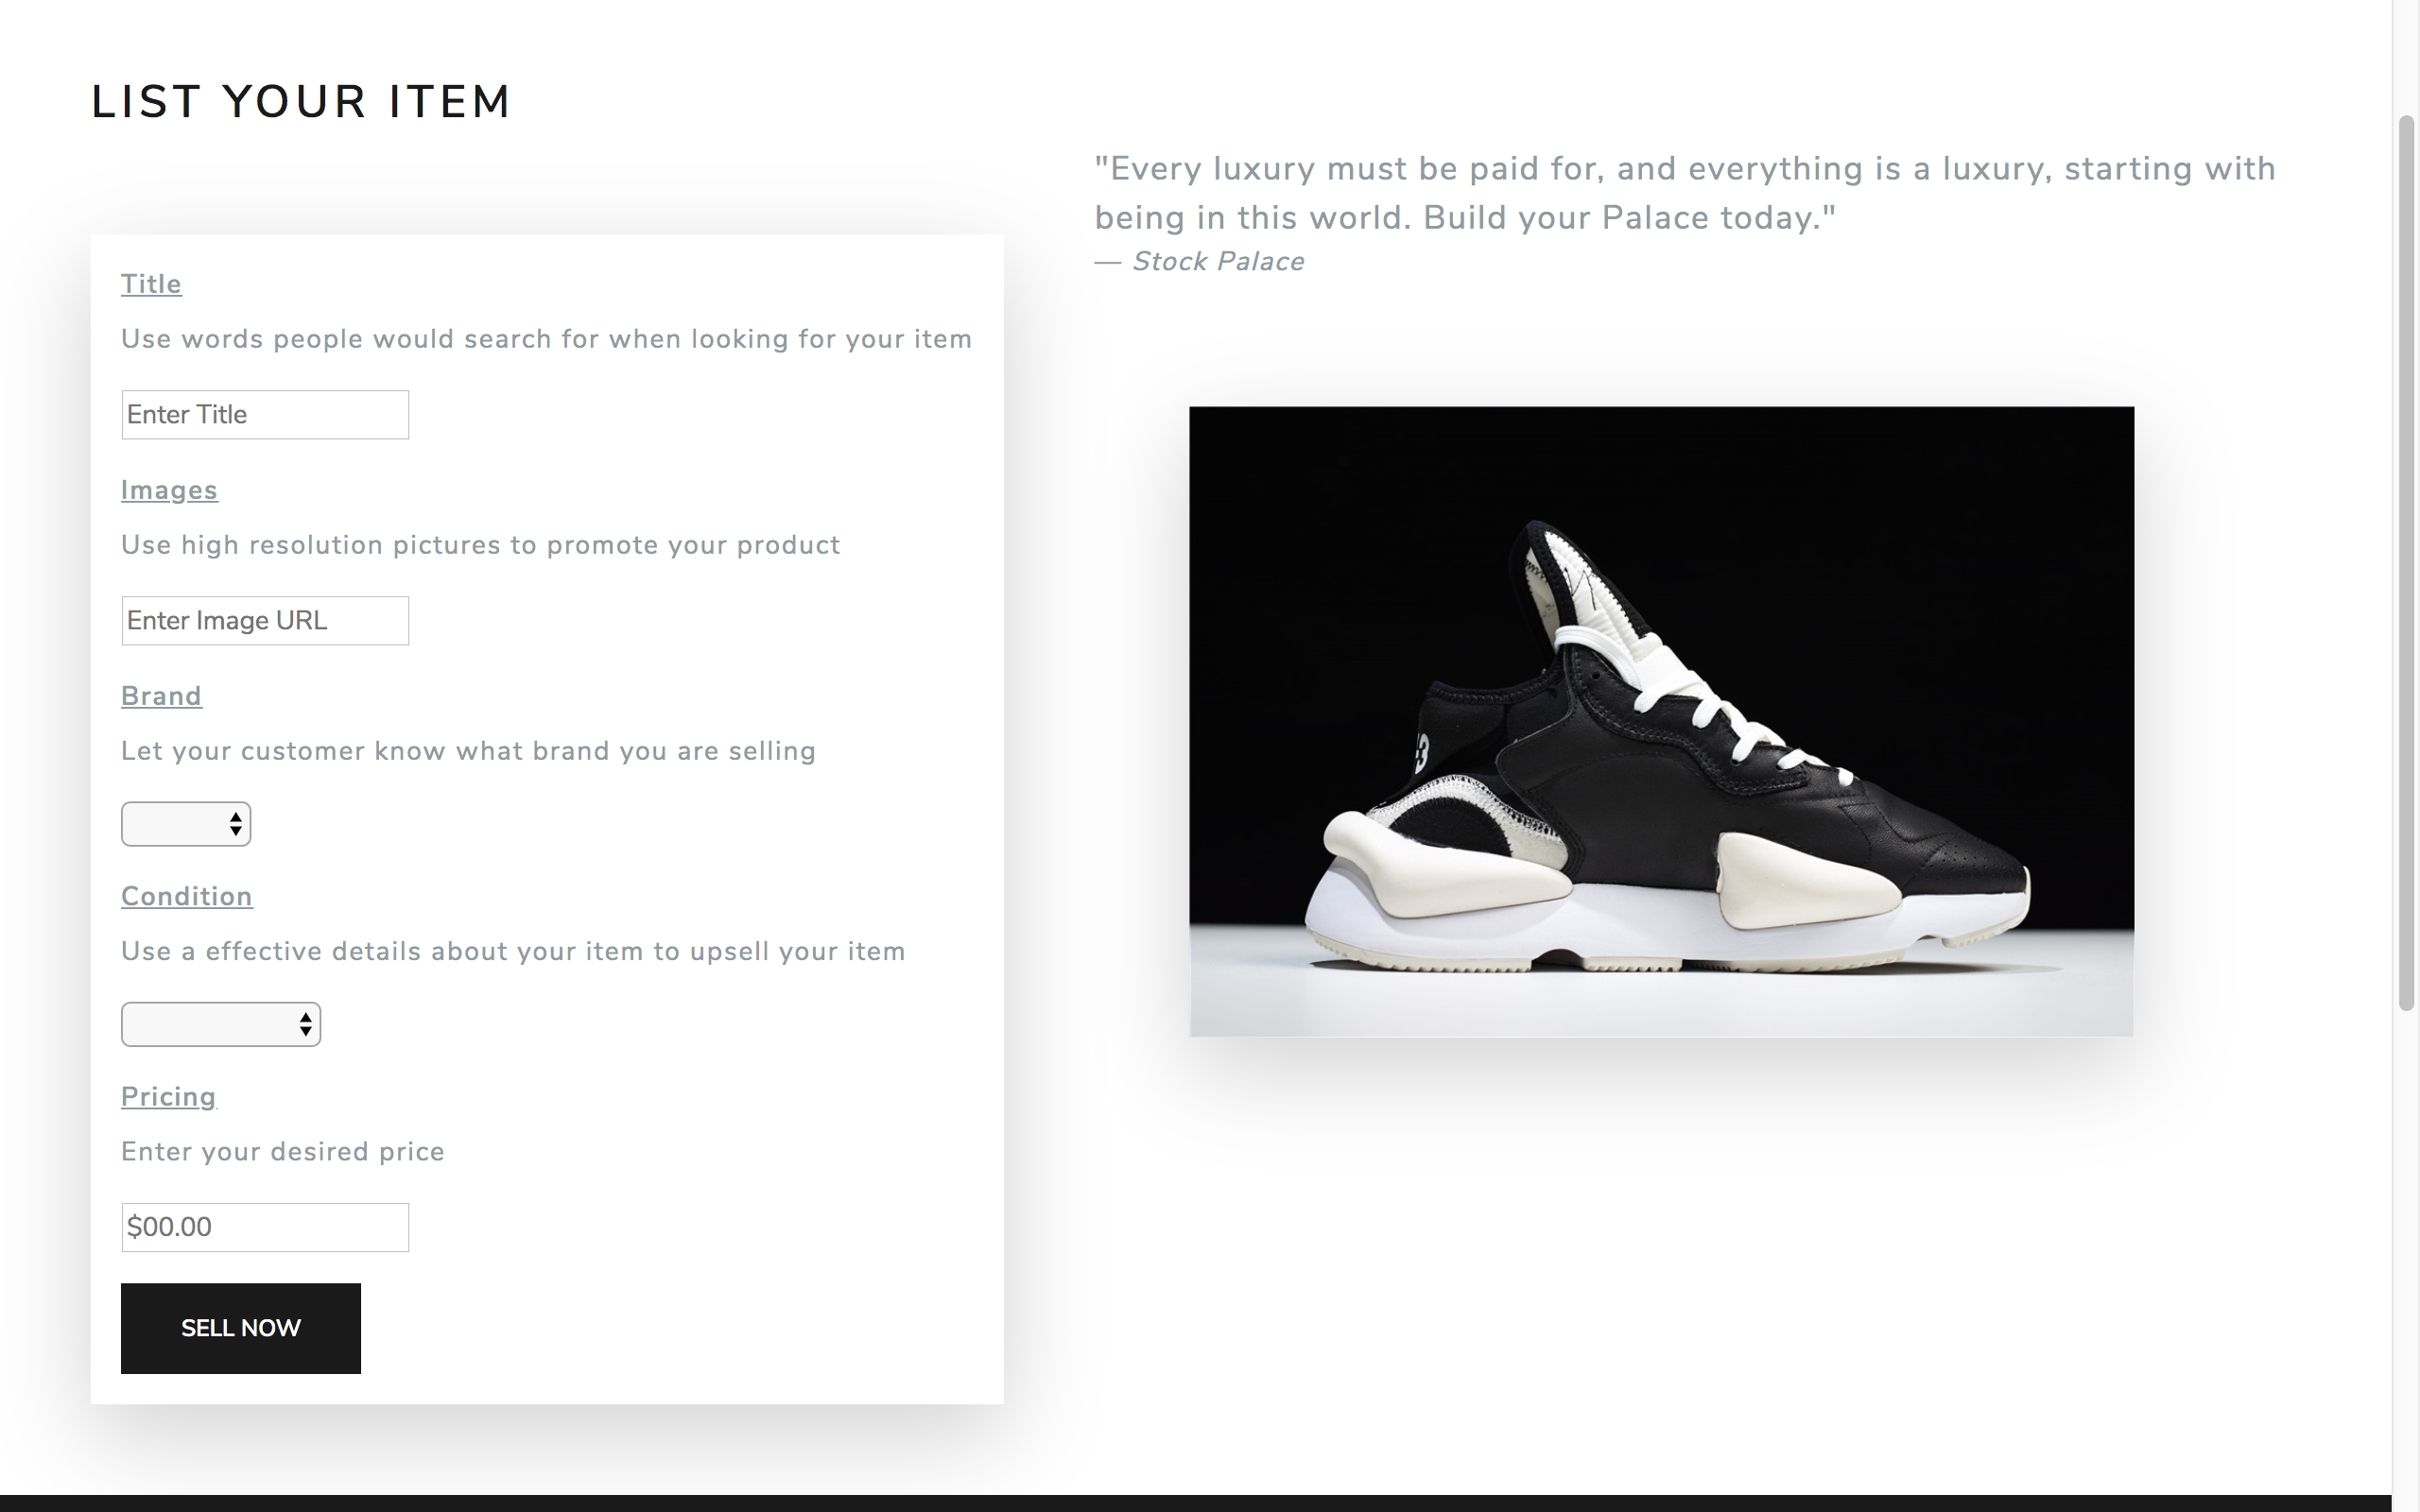 LIST YOUR ITEM
"Every luxury must be paid for, and everything is a luxury, starting with
being in this world. Build your Palace today."
— Stock Palace
Title
Use words people would search for when looking for your item
Enter Title
Images
Use high resolution pictures to promote your product
Enter Image URL
Brand
Let your customer know what brand you are selling
Condition
Use a effective details about your item to upsell your item
Pricing
Enter your desired price
$00.00
SELL NOW